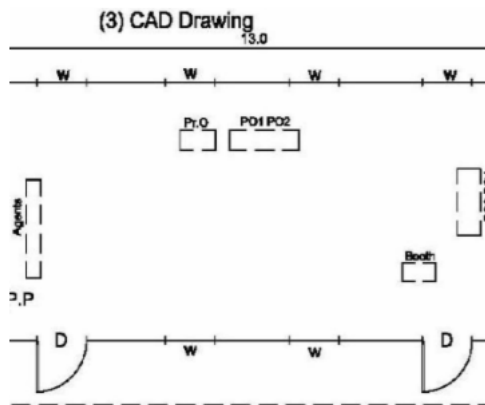 (3) CAD Drawing
13.0
W W W W
Pr.O PO1 PO2
Agents
Booth
P.P
D D
W W